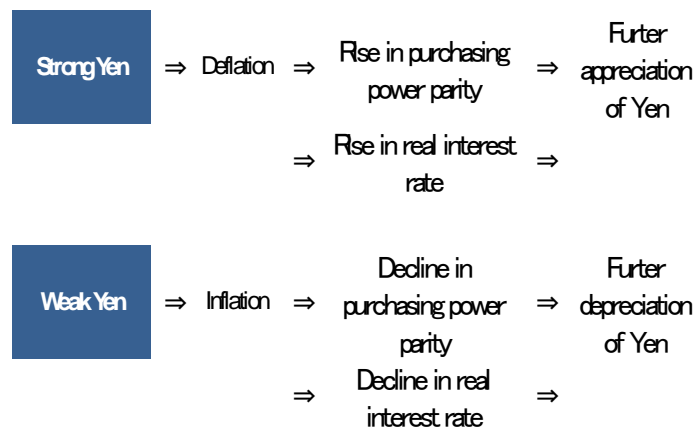 Strong Yen ⇒ Deflation ⇒ Rise in purchasing power parity ⇒ Furter appreciation of Yen
⇒ Rise in real interest rate ⇒
Weak Yen ⇒ Inflation ⇒ Decline in purchasing power parity ⇒ Furter depreciation of Yen
⇒ Decline in real interest rate ⇒